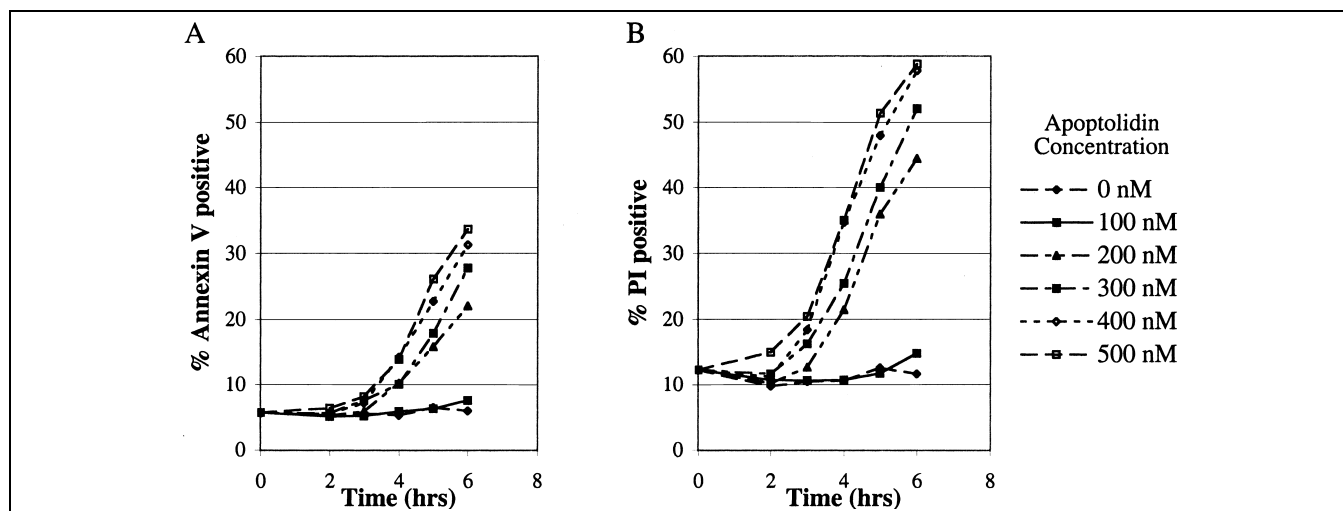 A
60
50
40
30
20
10
0
% Annexin V positive
0 2 4 6 8
Time (hrs)
B
60
50
40
30
20
10
0
% PI positive
0 2 4 6 8
Time (hrs)
Apoptolidin
Concentration
0 nM
100 nM
200 nM
300 nM
400 nM
500 nM